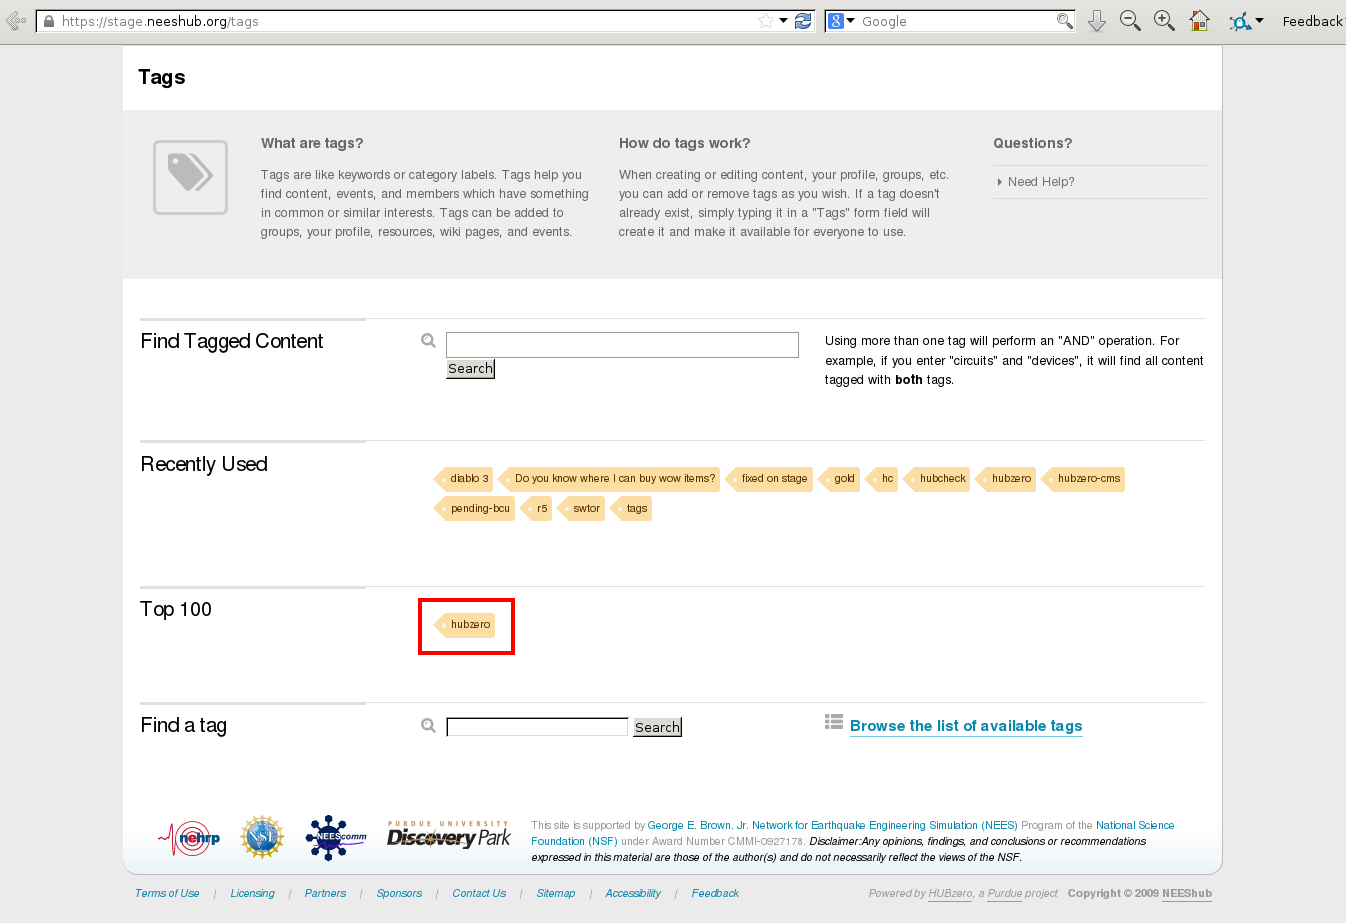 https://stage.neeshub.org/tags
8 Google
Feedback
Tags
What are tags?
Tags are like keywords or category labels. Tags help you
find content, events, and members which have something
in common or similar interests. Tags can be added to
groups, your profile, resources, wiki pages, and events.
How do tags work?
When creating or editing content, your profile, groups, etc.
you can add or remove tags as you wish. If a tag doesn't
already exist, simply typing it in a "Tags" form field will
create it and make it available for everyone to use.
Questions?
Need Help?
Find Tagged Content
Search
Using more than one tag will perform an "AND" operation. For
example, if you enter "circuits" and "devices", it will find all content
tagged with both tags.
Recently Used
diablo 3 Do you know where I can buy wow items? fixed on stage gold hc hubcheck hubzero hubzero-cms
pending-bcu r5 swtor tags
Top 100
hubzero
Find a tag
Search
Browse the list of available tags
nehrp
NSF
NEEScomm
PURDUE UNIVERSITY
Discovery Park
This site is supported by George E. Brown, Jr. Network for Earthquake Engineering Simulation (NEES) Program of the National Science
Foundation (NSF) under Award Number CMMI-0927178. Disclaimer:Any opinions, findings, and conclusions or recommendations
expressed in this material are those of the author(s) and do not necessarily reflect the views of the NSF.
Terms of Use | Licensing | Partners | Sponsors | Contact Us | Sitemap | Accessibility | Feedback
Powered by HUBzero, a Purdue project Copyright © 2009 NEEShub